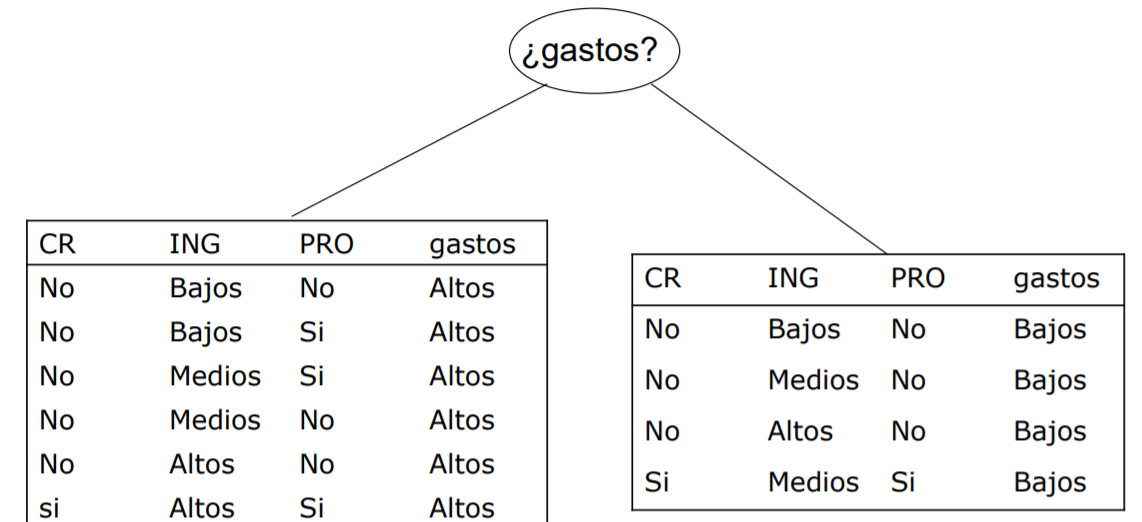 ¿gastos?
CR ING PRO gastos
No Bajos No Altos
No Bajos Si Altos
No Medios Si Altos
No Medios No Altos
No Altos No Altos
si Altos Si Altos
CR ING PRO gastos
No Bajos No Bajos
No Medios No Bajos
No Altos No Bajos
Si Medios Si Bajos